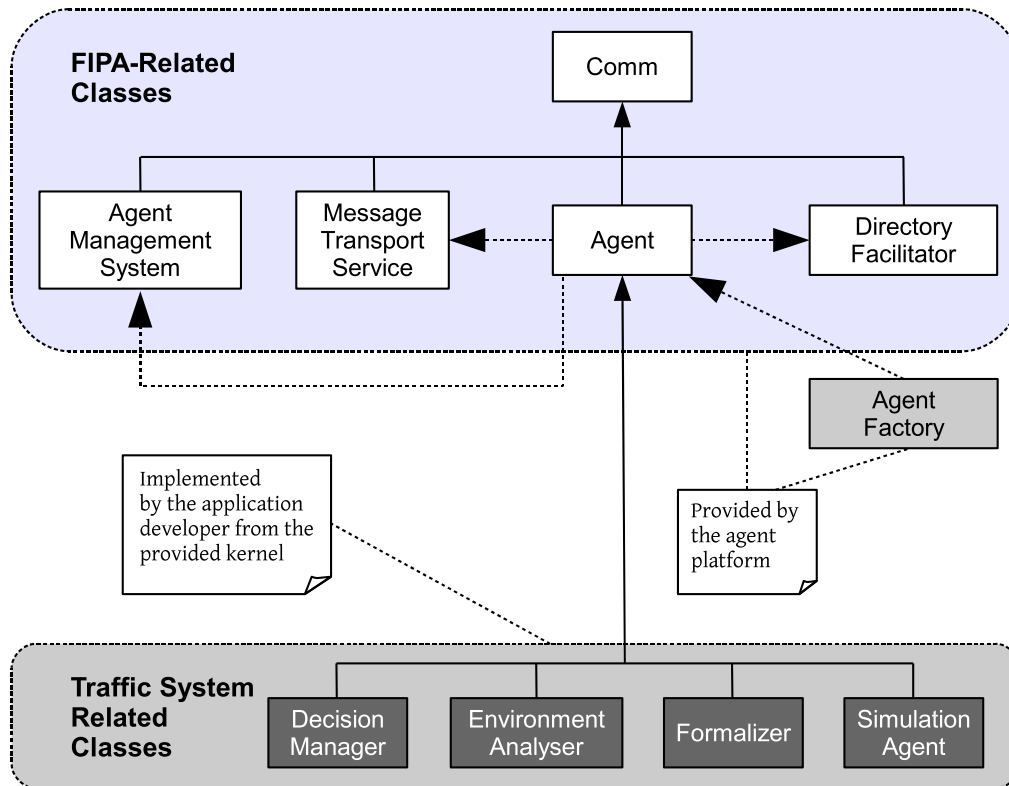 FIPA-Related
Classes
Comm
Agent
Management
System
Message
Transport
Service
Agent
Directory
Facilitator
Agent
Factory
Implemented
by the application
developer from the
provided kernel
Provided by
the agent
platform
Traffic System
Related
Classes
Decision
Manager
Environment
Analyser
Formalizer
Simulation
Agent